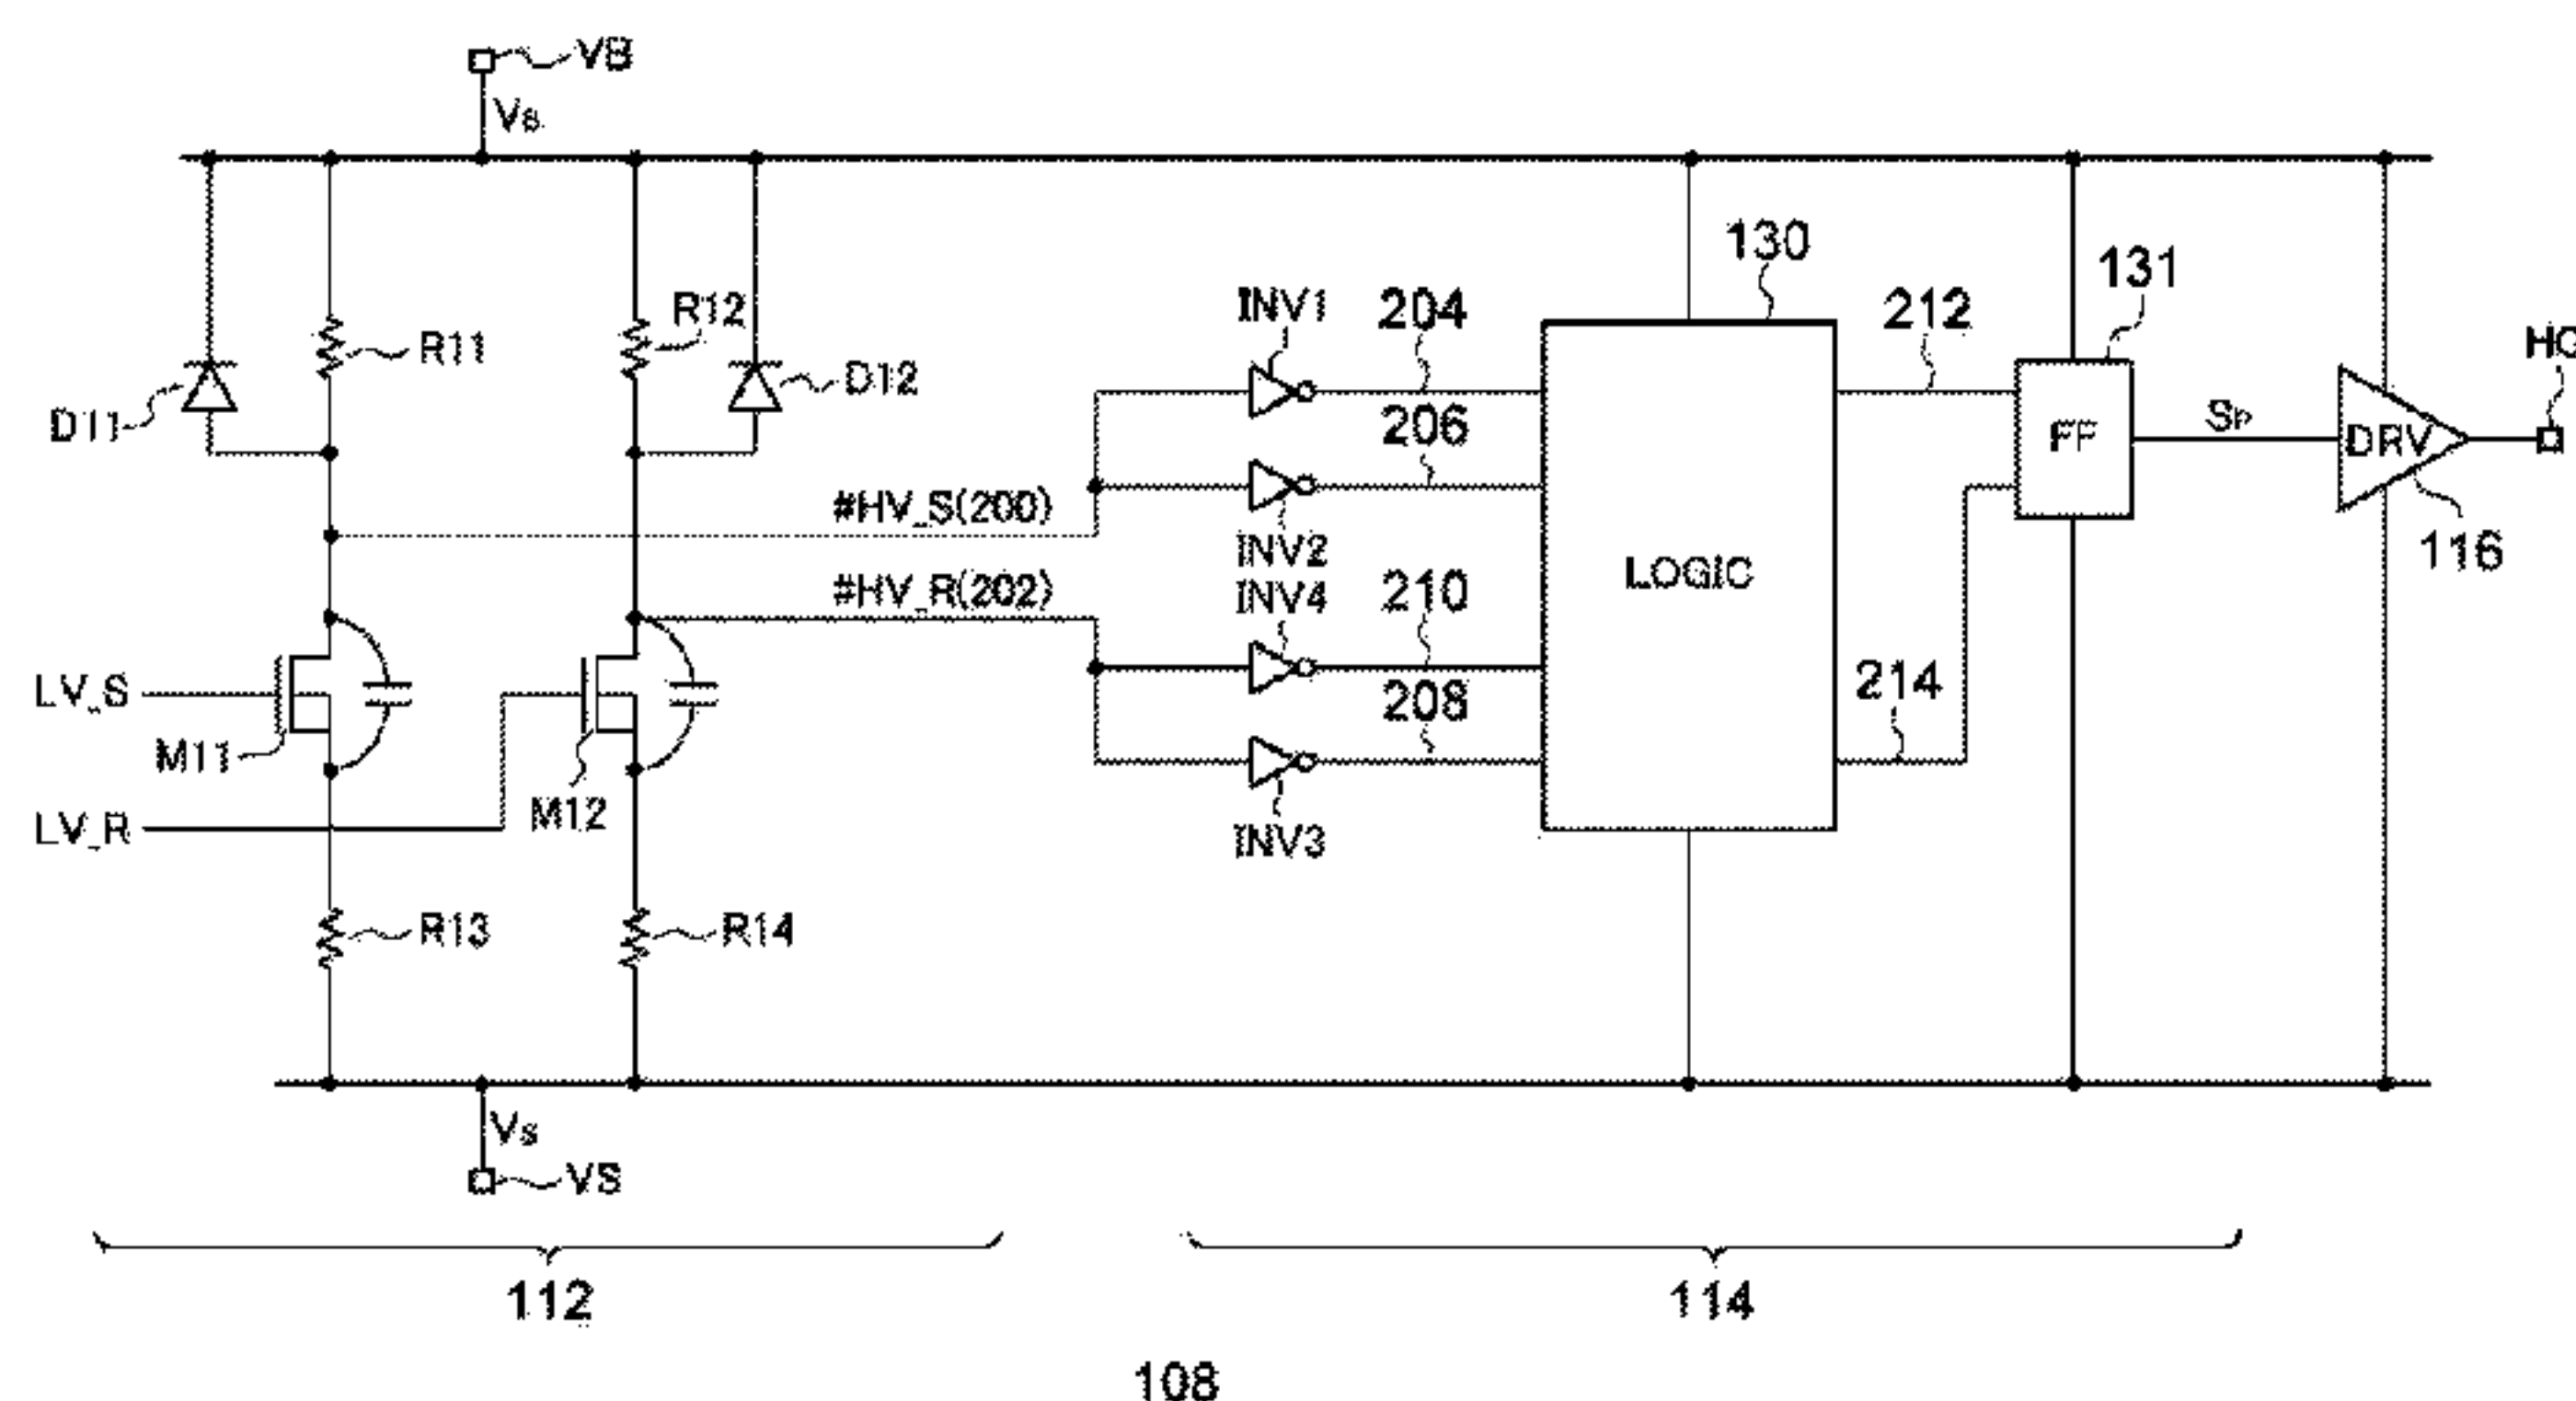 VB
VB
130
131
INV1
204
212
HO
R11
R12
D12
D11
206
SP
FF
DRV
#HV_S(200)
INV2
116
#HV_R(202)
INV4
210
LOGIC
LV_S
208
214
M11
M12
LV_R
INV3
R13
R14
VS
VS
112
114
108